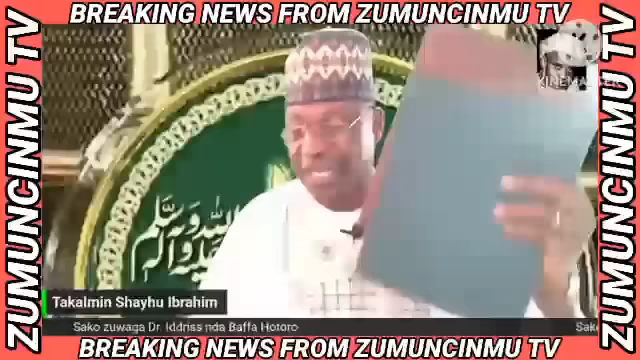 BREAKING NEWS FROM ZUMUNCINMU TV
ZUMUNCINMU TV
ZUMUNCINMU TV
Takalmin Shayhu Ibrahim
Sako zuwaga Dr. Iddriss nda Baffa Hotoro
Sako
BREAKING NEWS FROM ZUMUNCINMU TV